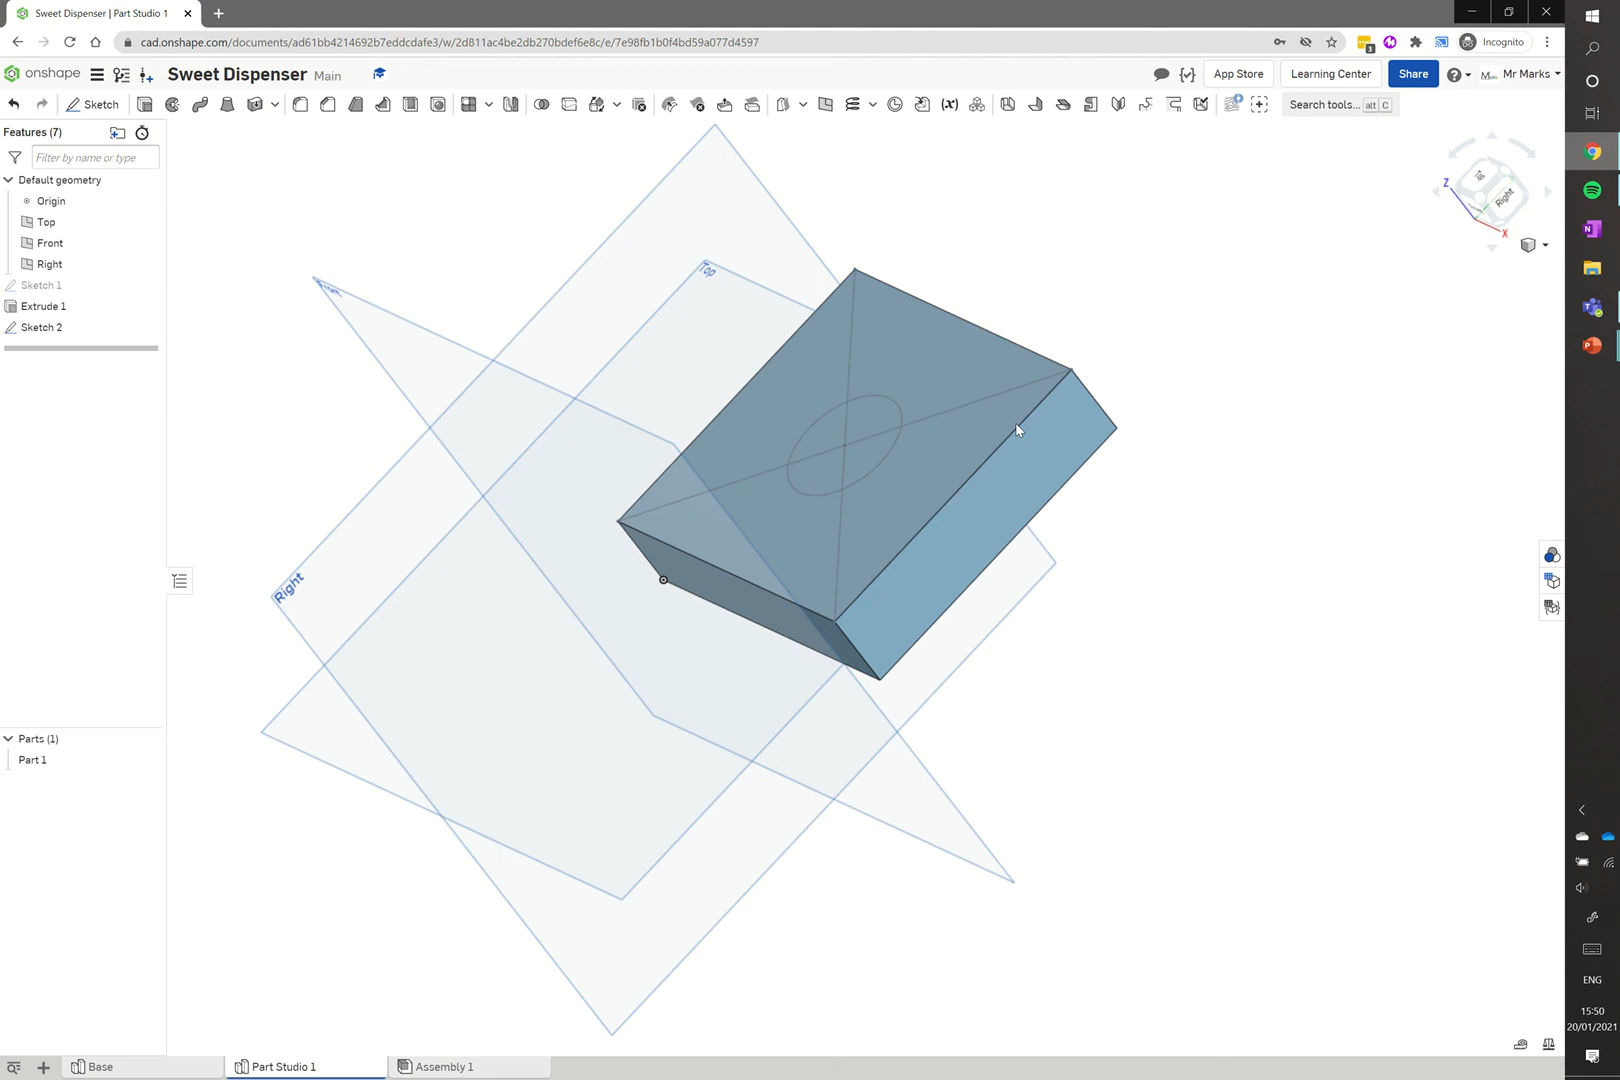 Sweet Dispenser | Part Studio 1
cad.onshape.com/documents/ad61bb4214692b7eddcdafe3/w/2d811ac4be2db270bdef6e8c/e/7e98fb1b0f4bd59a077d4597
3
Incognito
onshape
Sweet Dispenser Main
App Store
Learning Center
Share
Mr Marks
Sketch
(x)
Search tools... alt C
Features (7)
Filter by name or type
Default geometry
Origin
Top
Front
Right
Sketch 1
Extrude 1
Sketch 2
Top
Right
Z
Top
Right
X
Parts (1)
Part 1
Base
Part Studio 1
Assembly 1
ENG
15:50
20/01/2021